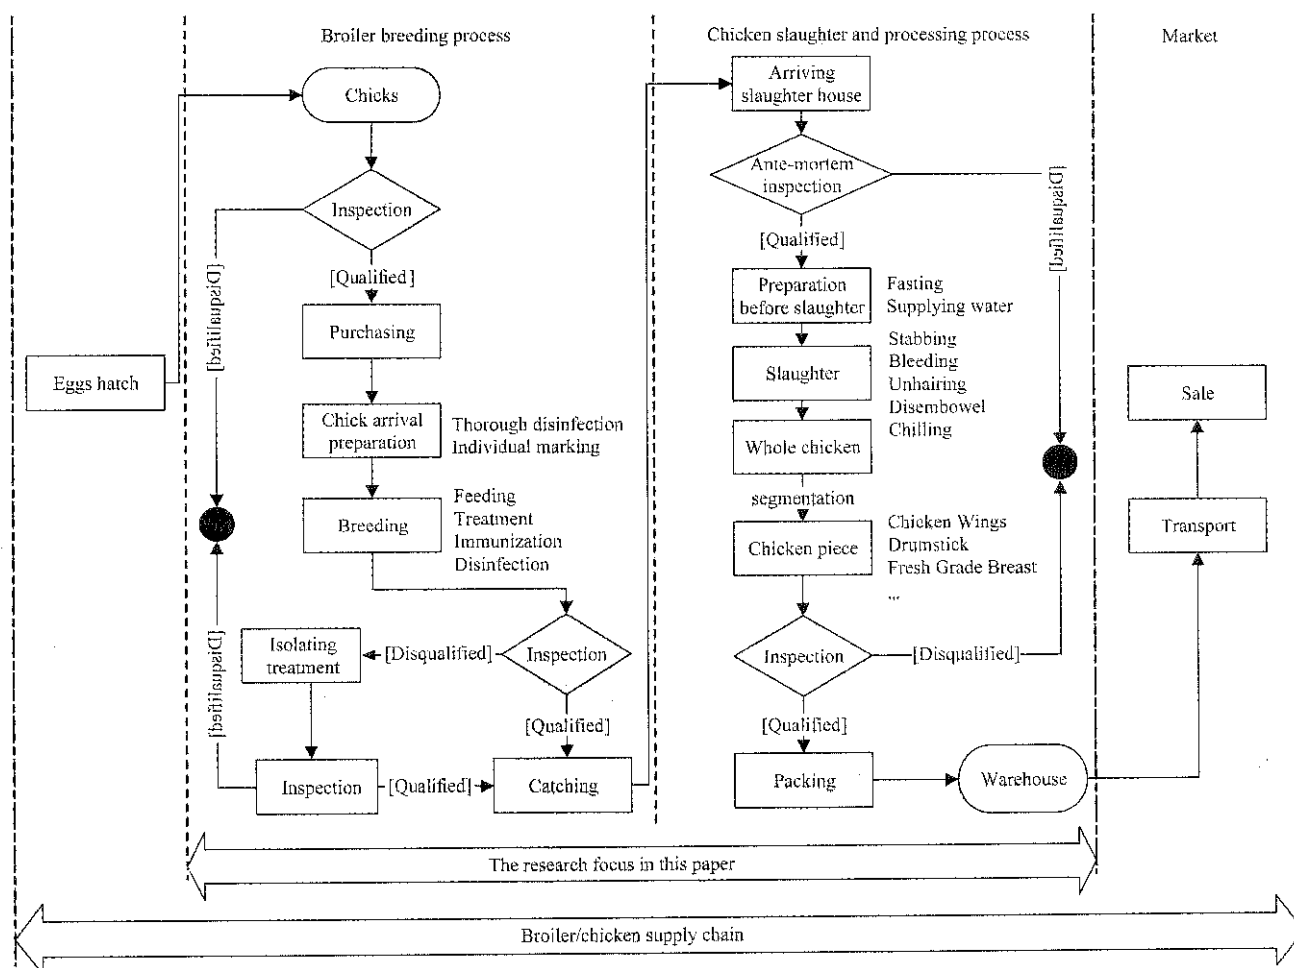 Broiler breeding process
Chicken slaughter and processing process
Market
Eggs hatch
Chicks
Inspection
[Disqualified]
[Qualified]
Purchasing
Chick arrival
preparation
Thorough disinfection
Individual marking
Breeding
Feeding
Treatment
Immunization
Disinfection
Inspection
[Disqualified]
Isolating
treatment
[Qualified]
Inspection
[Disqualified]
[Qualified]
Catching
Arriving
slaughter house
Ante-mortem
inspection
[Disqualified]
[Qualified]
Preparation
before slaughter
Fasting
Supplying water
Slaughter
Stabbing
Bleeding
Unhairing
Disembowel
Chilling
Whole chicken
segmentation
Chicken piece
Chicken Wings
Drumstick
Fresh Grade Breast
...
Inspection
[Disqualified]
[Qualified]
Packing
Warehouse
Transport
Sale
The research focus in this paper
Broiler/chicken supply chain